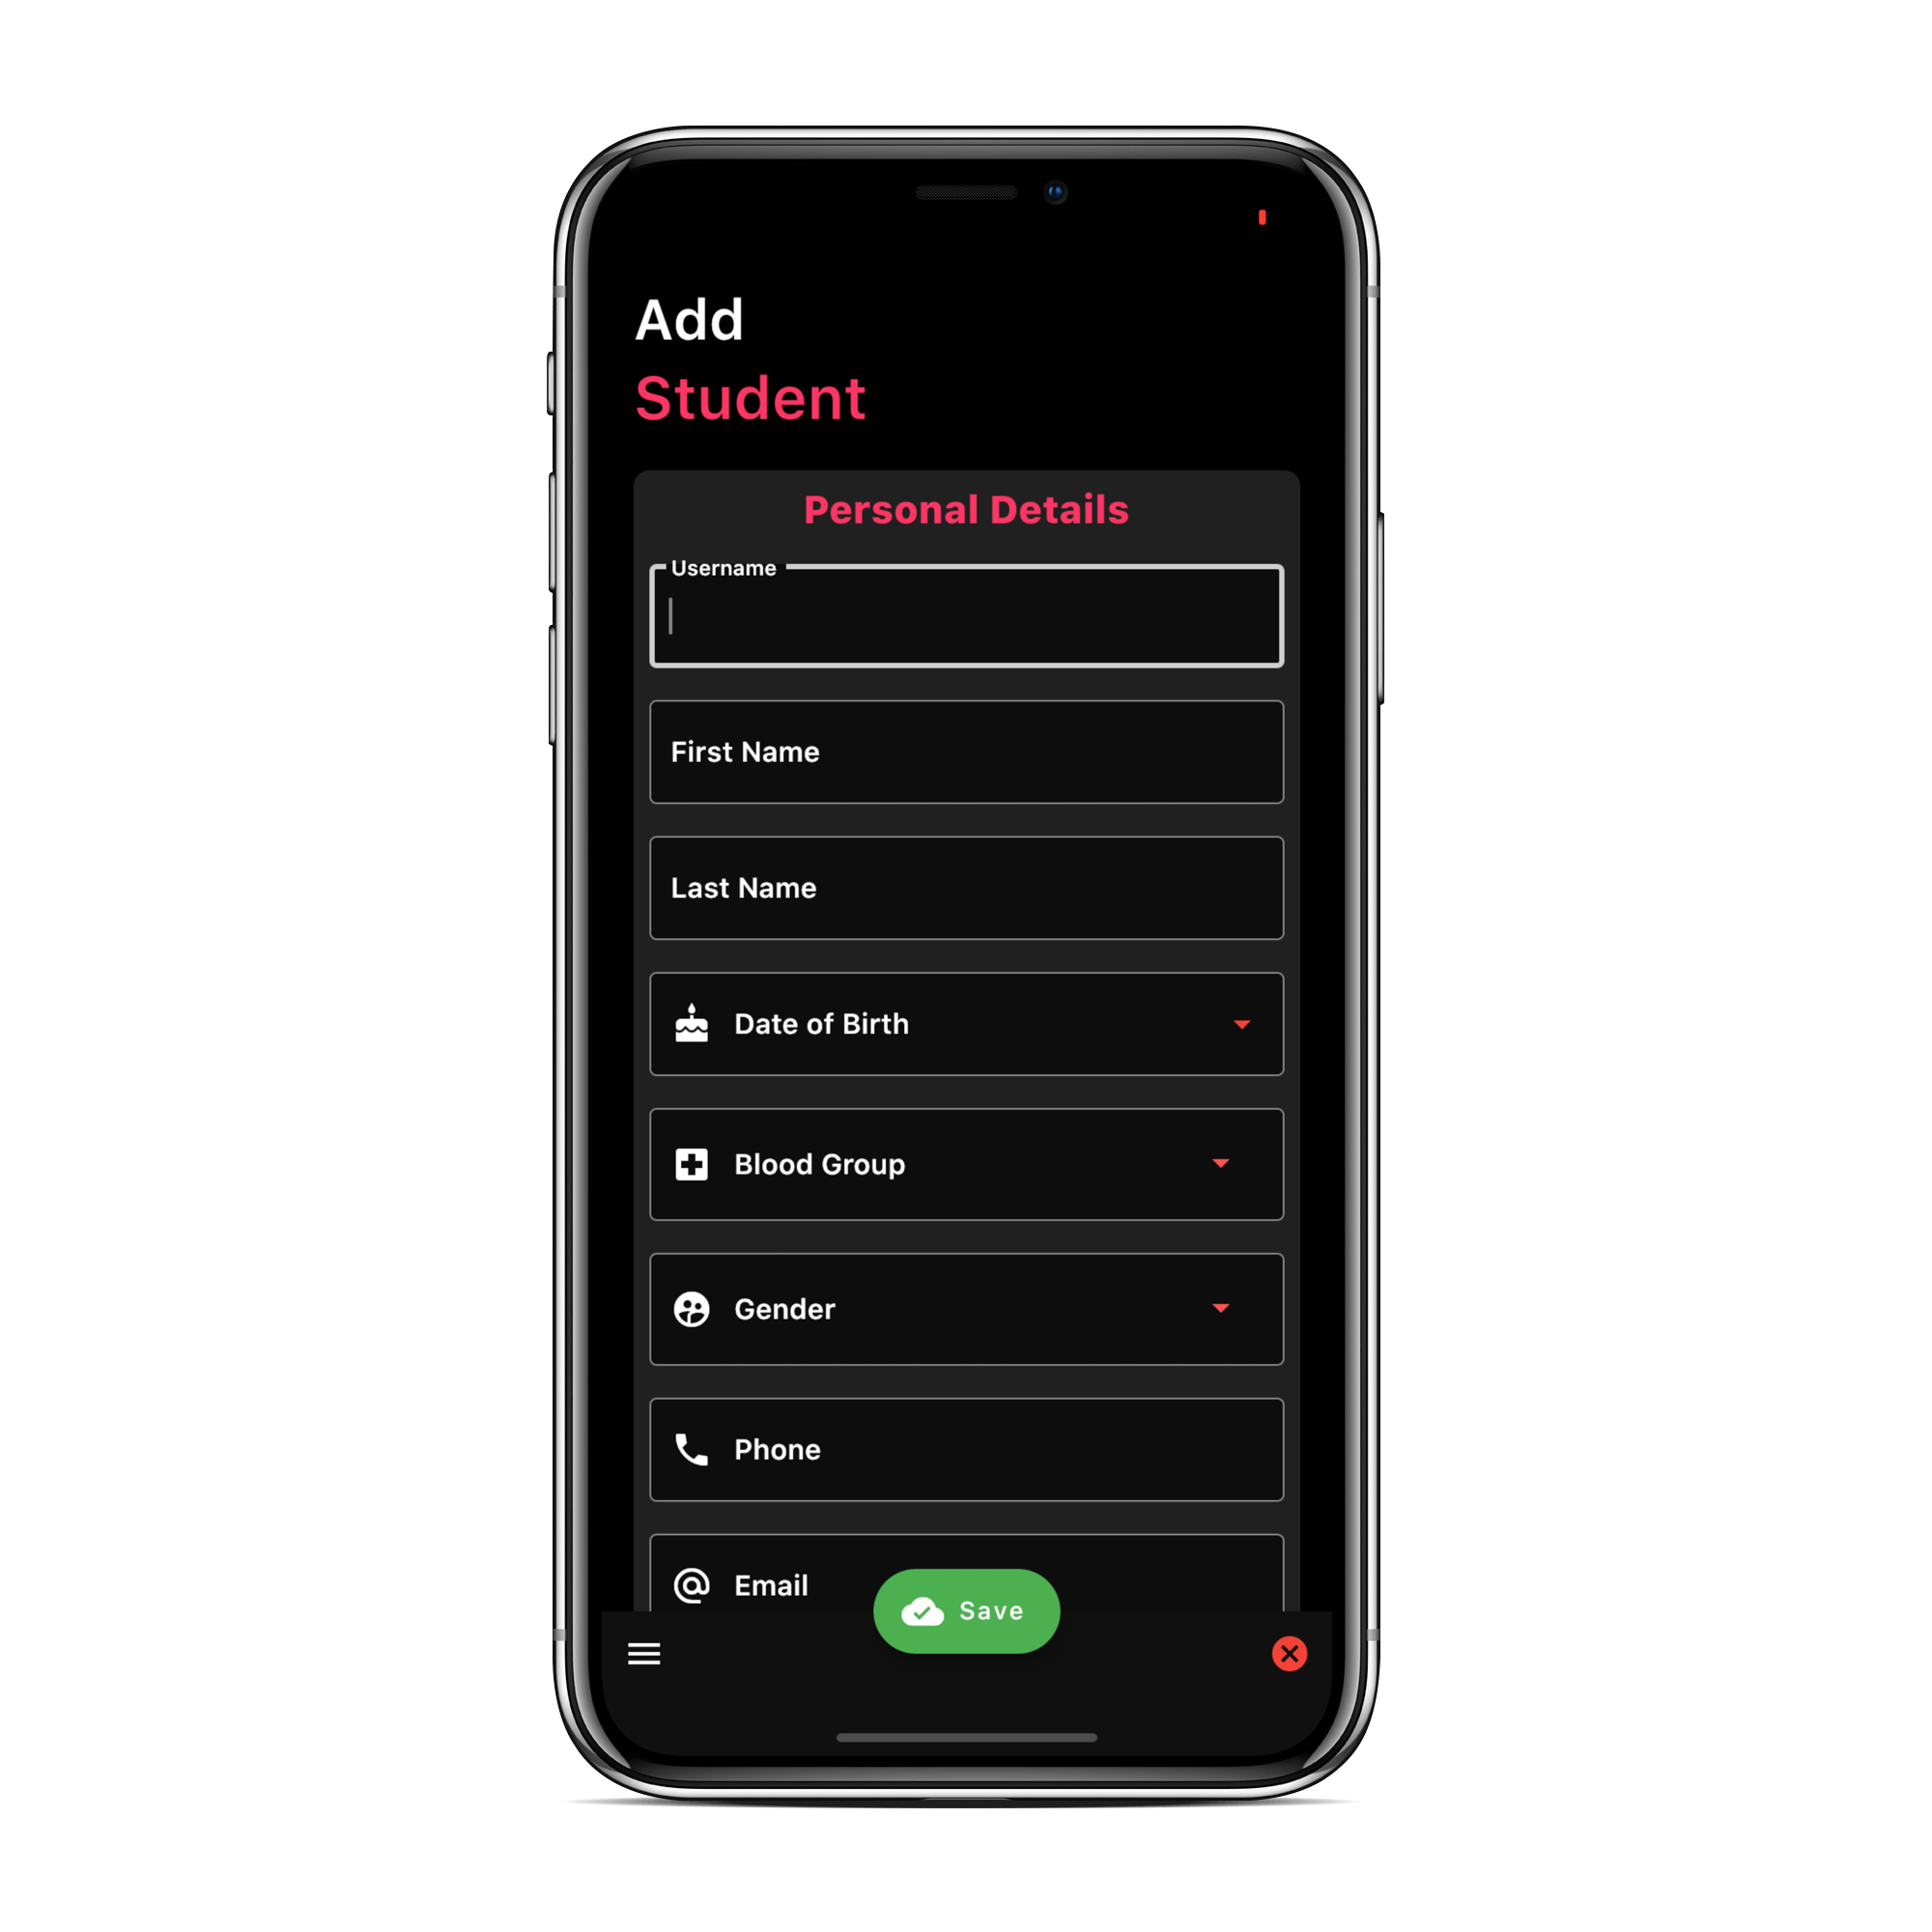 Add
Student
Personal Details
Username
First Name
Last Name
Date of Birth
Blood Group
Gender
Phone
Email
Save